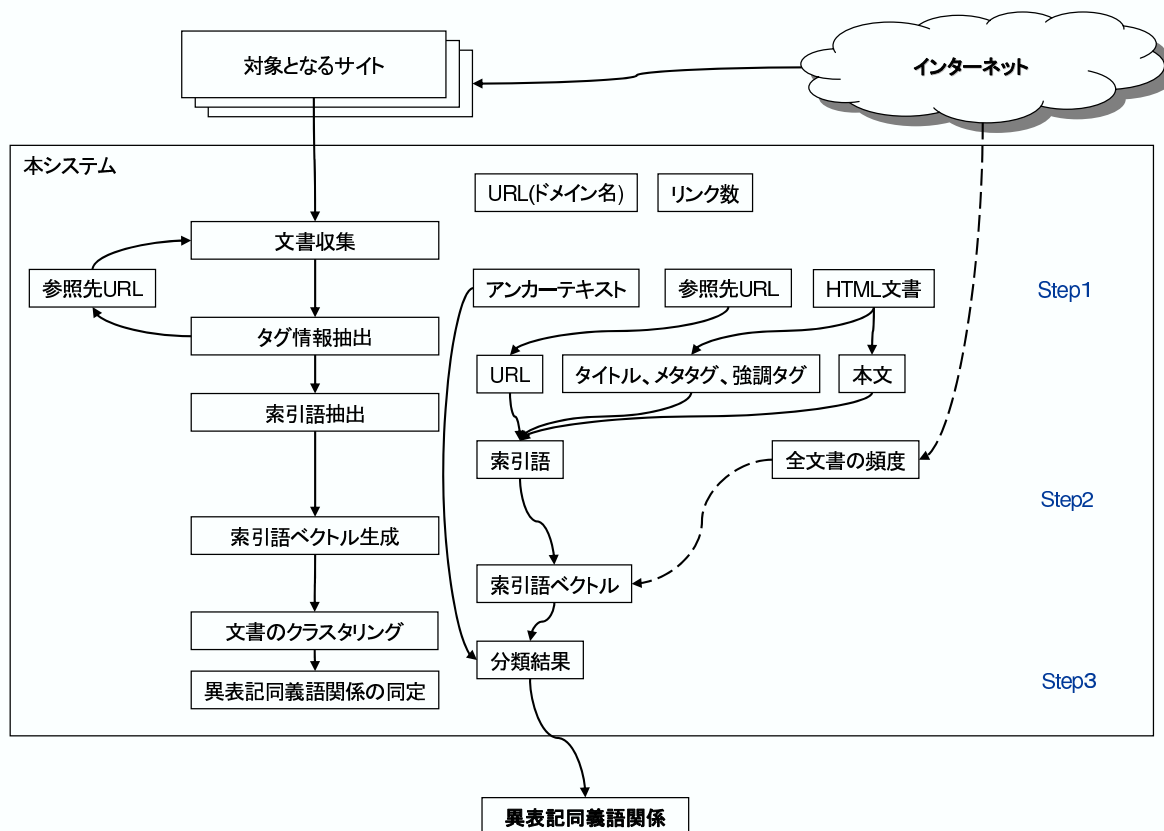 対象となるサイト
インターネット
本システム
URL(ドメイン名)
リンク数
文書収集
参照先URL
アンカーテキスト
参照先URL
HTML文書
Step1
タグ情報抽出
URL
タイトル、メタタグ、強調タグ
本文
索引語抽出
索引語
全文書の頻度
Step2
索引語ベクトル生成
索引語ベクトル
文書のクラスタリング
分類結果
異表記同義語関係の同定
Step3
異表記同義語関係